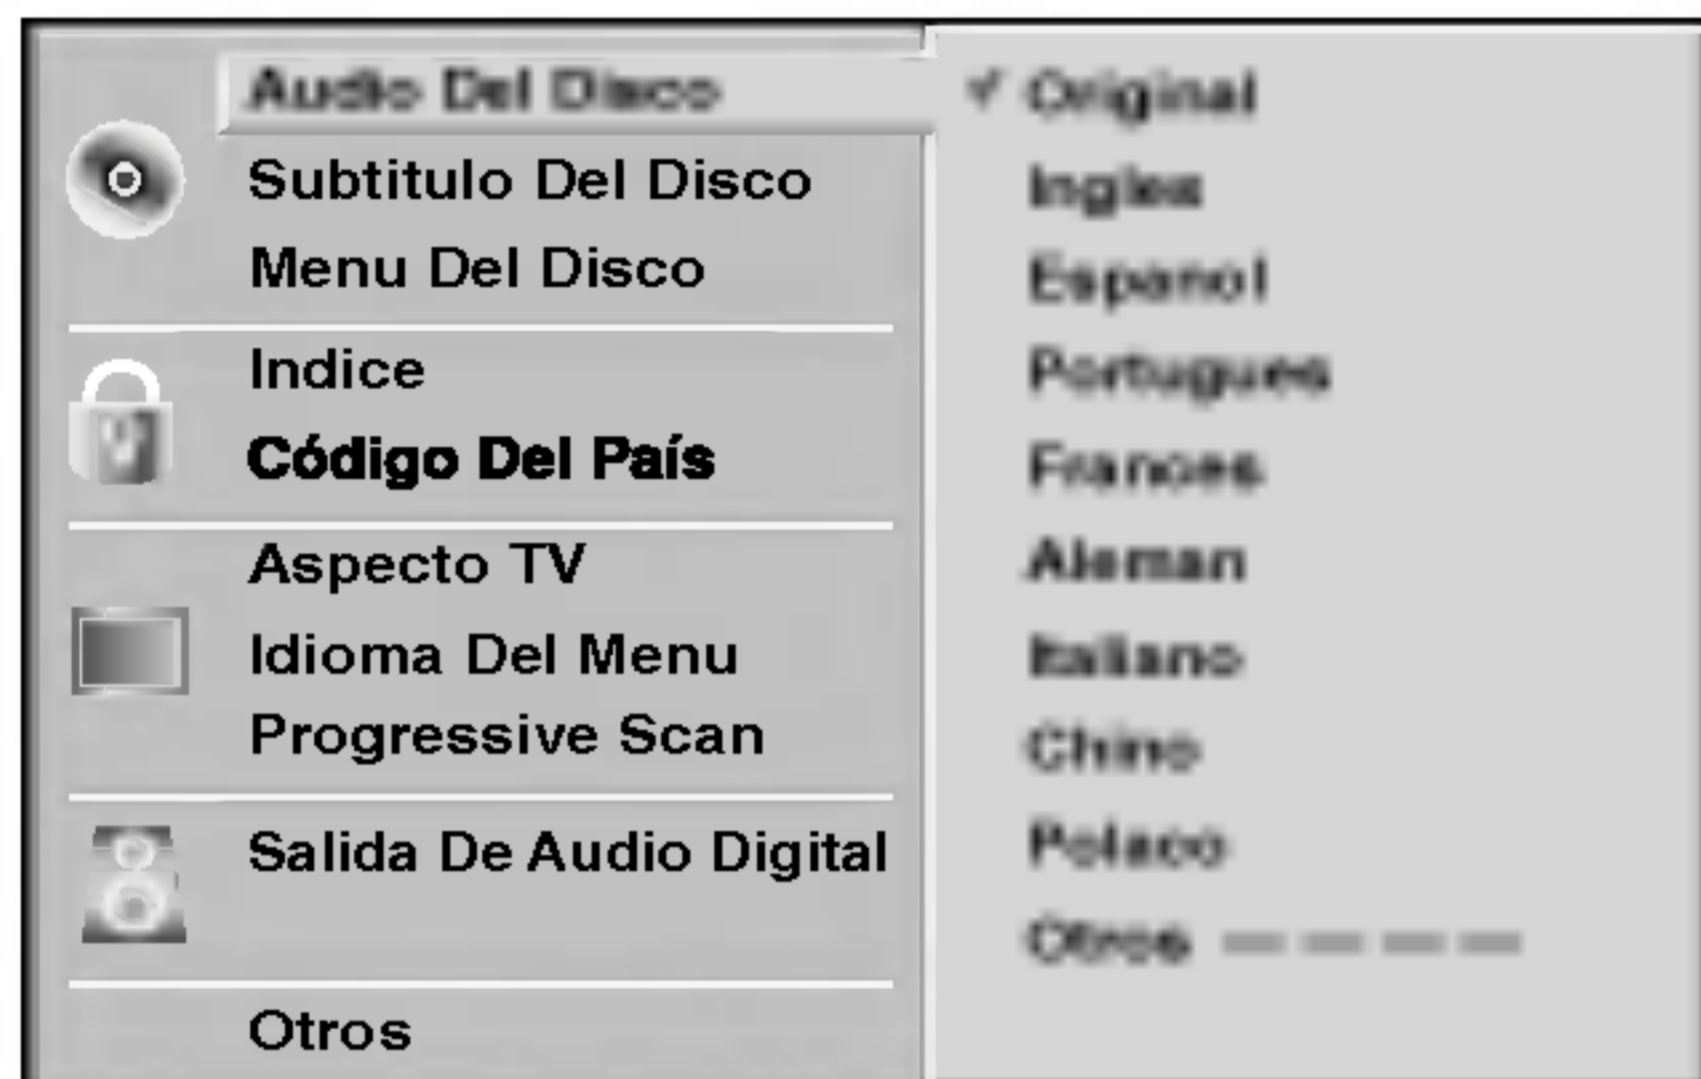 Audio Del Disco
Subtitulo Del Disco
Menu Del Disco
Indice
Código Del País
Aspecto TV
Idioma Del Menu
Progressive Scan
Salida De Audio Digital
Otros
Original
Ingles
Espanol
Portugues
Frances
Aleman
Italiano
Chino
Polaco
Otros